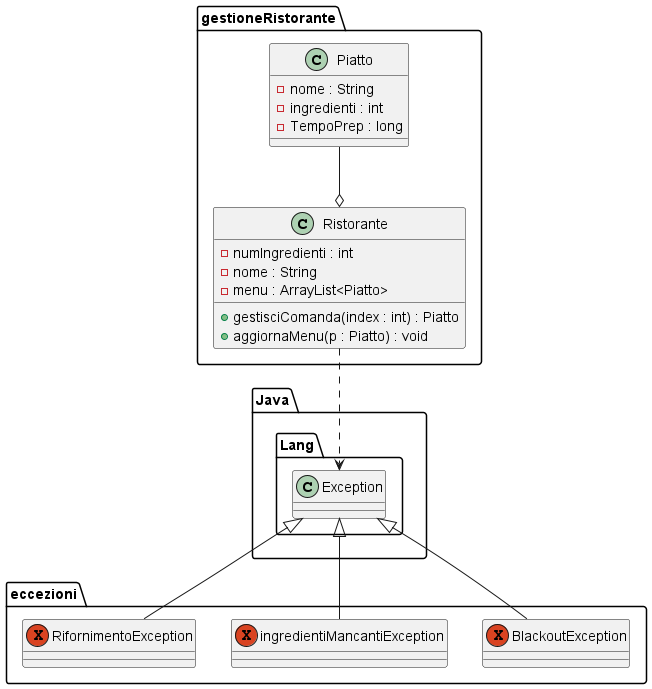 gestioneRistorante
C Piatto
nome : String
ingredienti : int
TempoPrep : long
C Ristorante
numIngredienti : int
nome : String
menu : ArrayList<Piatto>
gestisciComanda(index : int) : Piatto
aggiornaMenu(p : Piatto) : void
Java
Lang
C Exception
eccezioni
X RifornimentoException
X ingredientiMancantiException
X BlackoutException